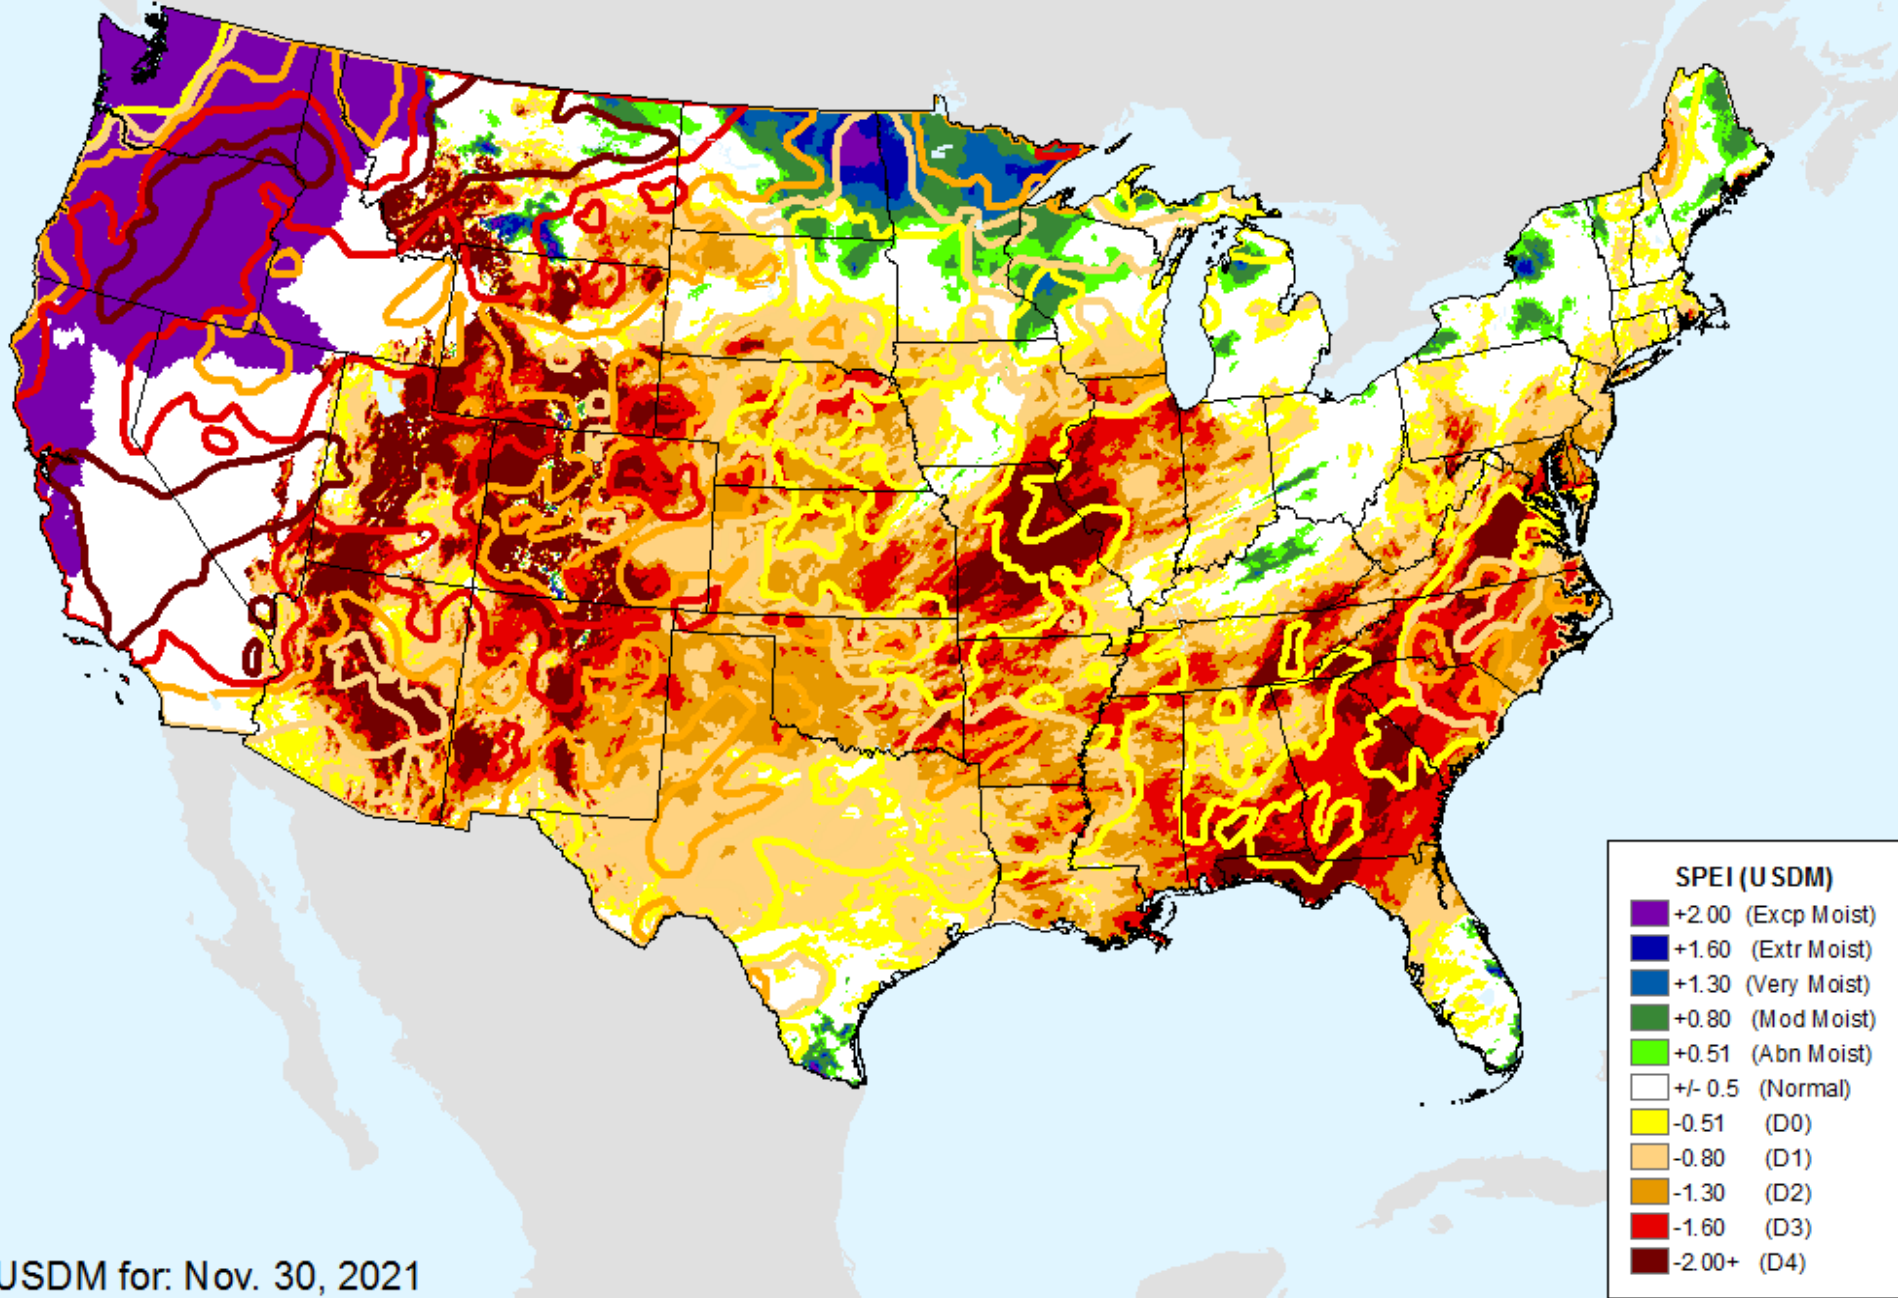 SPEI (USDM)
+2.00 (Excp Moist)
+1.60 (Extr Moist)
+1.30 (Very Moist)
+0.80 (Mod Moist)
+0.51 (Abn Moist)
+/- 0.5 (Normal)
-0.51 (D0)
-0.80 (D1)
-1.30 (D2)
-1.60 (D3)
-2.00+ (D4)
USDM for: Nov. 30, 2021